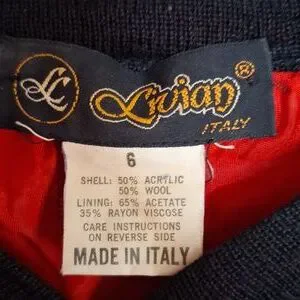 Livian®
ITALY
6
SHELL: 50% ACRYLIC
50% WOOL
LINING: 65% ACETATE
35% RAYON VISCOSE
CARE INSTRUCTIONS
ON REVERSE SIDE
MADE IN ITALY